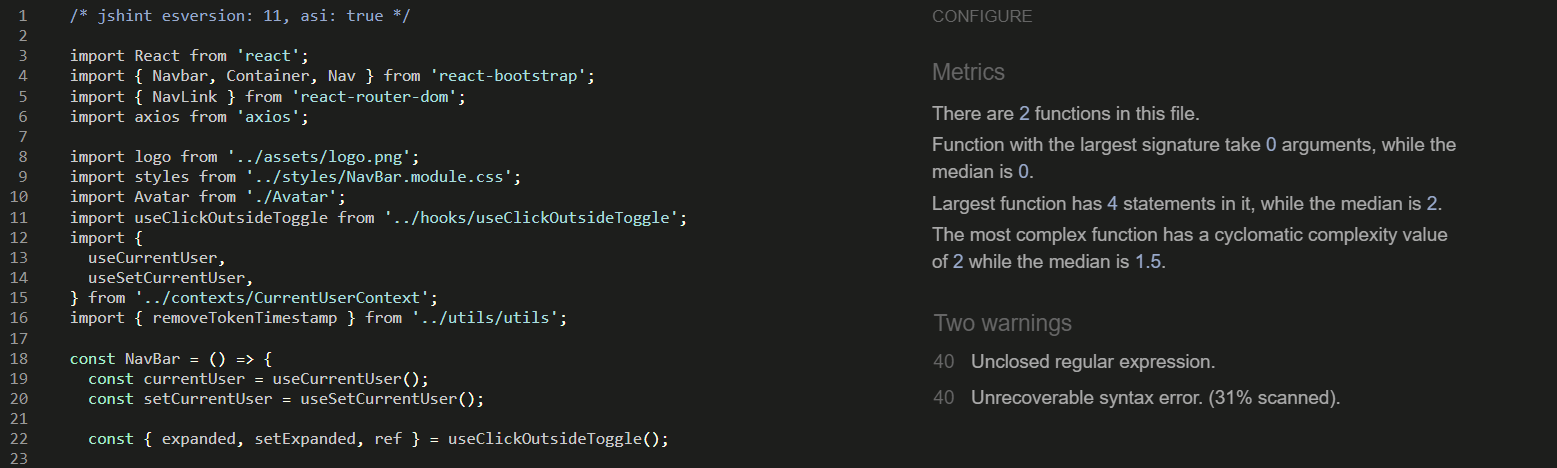 1 /* jshint esversion: 11, asi: true */
2
3 import React from 'react';
4 import { Navbar, Container, Nav } from 'react-bootstrap';
5 import { NavLink } from 'react-router-dom';
6 import axios from 'axios';
7
8 import logo from '../assets/logo.png';
9 import styles from '../styles/NavBar.module.css';
10 import Avatar from './Avatar';
11 import useClickOutsideToggle from '../hooks/useClickOutsideToggle';
12 import {
13   useCurrentUser,
14   useSetCurrentUser,
15 } from '../contexts/CurrentUserContext';
16 import { removeTokenTimestamp } from '../utils/utils';
17
18 const NavBar = () => {
19   const currentUser = useCurrentUser();
20   const setCurrentUser = useSetCurrentUser();
21
22   const { expanded, setExpanded, ref } = useClickOutsideToggle();
23
CONFIGURE
Metrics
There are 2 functions in this file.
Function with the largest signature take 0 arguments, while the
median is 0.
Largest function has 4 statements in it, while the median is 2.
The most complex function has a cyclomatic complexity value
of 2 while the median is 1.5.
Two warnings
40 Unclosed regular expression.
40 Unrecoverable syntax error. (31% scanned).